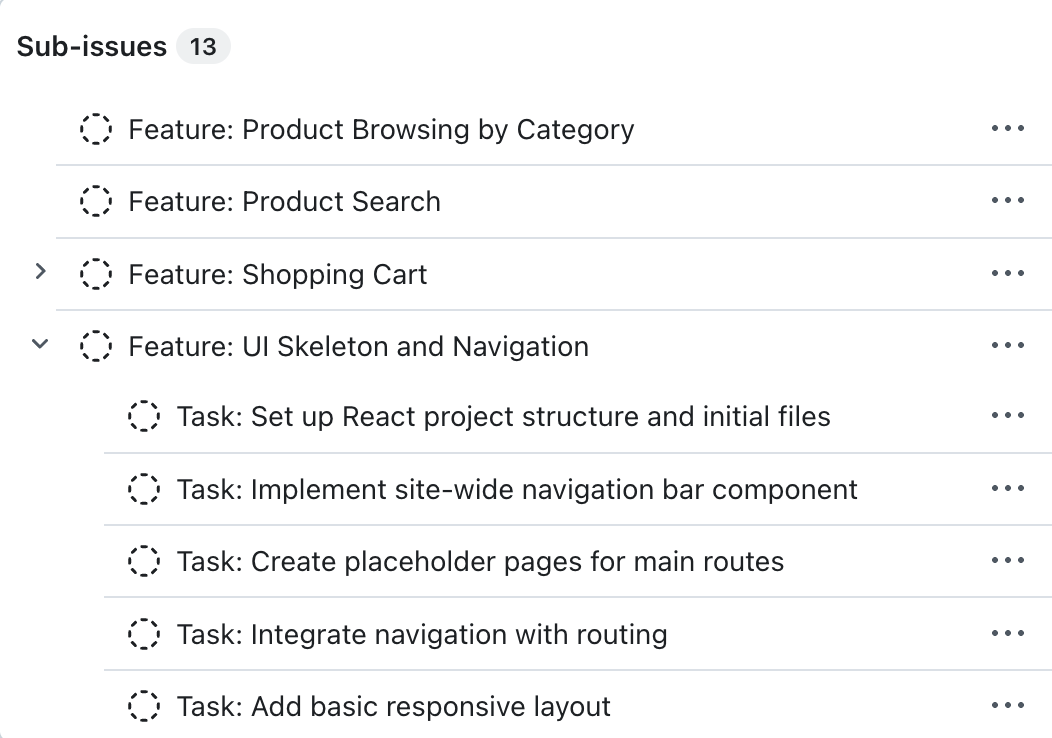 Sub-issues 13
Feature: Product Browsing by Category
Feature: Product Search
Feature: Shopping Cart
Feature: UI Skeleton and Navigation
Task: Set up React project structure and initial files
Task: Implement site-wide navigation bar component
Task: Create placeholder pages for main routes
Task: Integrate navigation with routing
Task: Add basic responsive layout